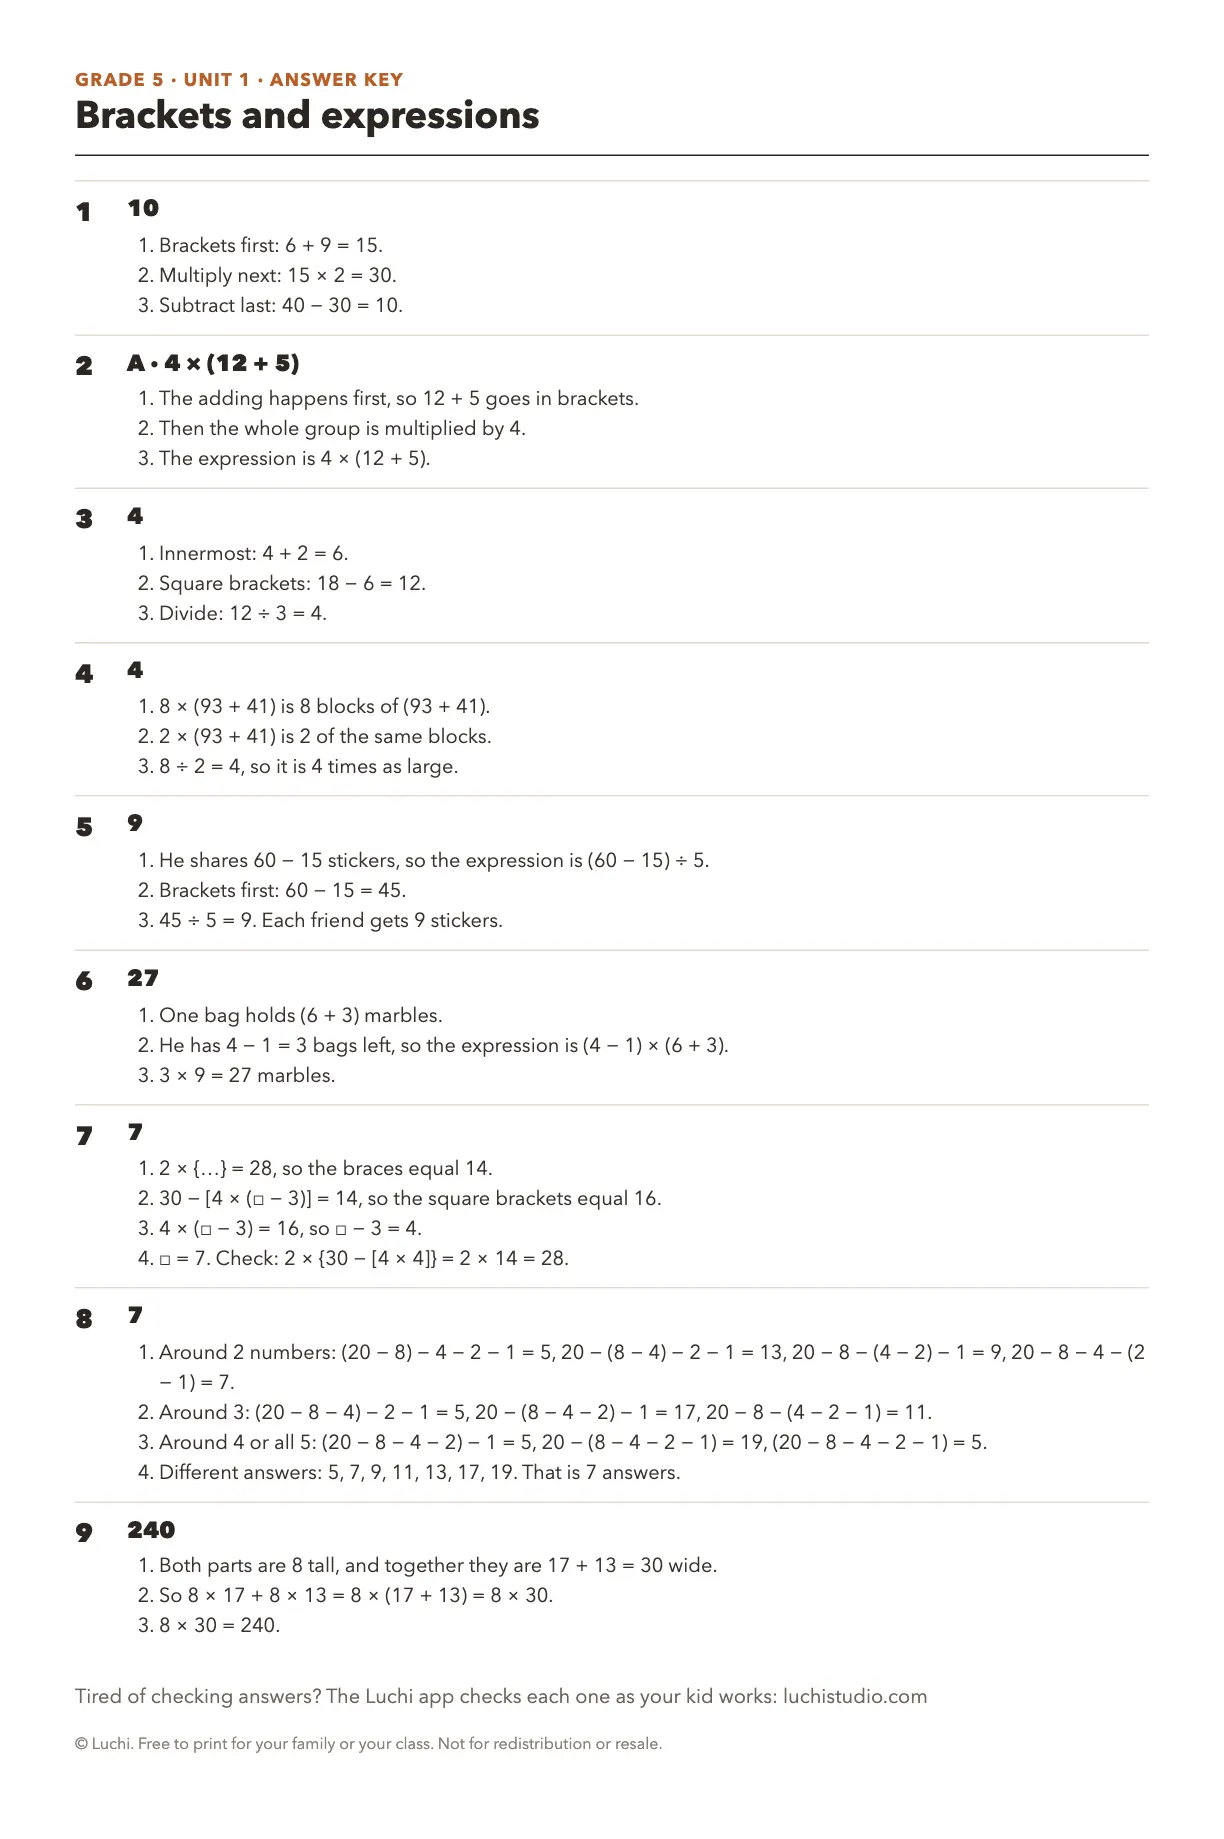 GRADE 5 · UNIT 1 · ANSWER KEY
Brackets and expressions
1 10
1. Brackets first: 6 + 9 = 15.
2. Multiply next: 15 × 2 = 30.
3. Subtract last: 40 − 30 = 10.
2 A · 4 × (12 + 5)
1. The adding happens first, so 12 + 5 goes in brackets.
2. Then the whole group is multiplied by 4.
3. The expression is 4 × (12 + 5).
3 4
1. Innermost: 4 + 2 = 6.
2. Square brackets: 18 − 6 = 12.
3. Divide: 12 ÷ 3 = 4.
4 4
1. 8 × (93 + 41) is 8 blocks of (93 + 41).
2. 2 × (93 + 41) is 2 of the same blocks.
3. 8 ÷ 2 = 4, so it is 4 times as large.
5 9
1. He shares 60 − 15 stickers, so the expression is (60 − 15) ÷ 5.
2. Brackets first: 60 − 15 = 45.
3. 45 ÷ 5 = 9. Each friend gets 9 stickers.
6 27
1. One bag holds (6 + 3) marbles.
2. He has 4 − 1 = 3 bags left, so the expression is (4 − 1) × (6 + 3).
3. 3 × 9 = 27 marbles.
7 7
1. 2 × {…} = 28, so the braces equal 14.
2. 30 − [4 × (□ − 3)] = 14, so the square brackets equal 16.
3. 4 × (□ − 3) = 16, so □ − 3 = 4.
4. □ = 7. Check: 2 × {30 − [4 × 4]} = 2 × 14 = 28.
8 7
1. Around 2 numbers: (20 − 8) − 4 − 2 − 1 = 5, 20 − (8 − 4) − 2 − 1 = 13, 20 − 8 − (4 − 2) − 1 = 9, 20 − 8 − 4 − (2
− 1) = 7.
2. Around 3: (20 − 8 − 4) − 2 − 1 = 5, 20 − (8 − 4 − 2) − 1 = 17, 20 − 8 − (4 − 2 − 1) = 11.
3. Around 4 or all 5: (20 − 8 − 4 − 2) − 1 = 5, 20 − (8 − 4 − 2 − 1) = 19, (20 − 8 − 4 − 2 − 1) = 5.
4. Different answers: 5, 7, 9, 11, 13, 17, 19. That is 7 answers.
9 240
1. Both parts are 8 tall, and together they are 17 + 13 = 30 wide.
2. So 8 × 17 + 8 × 13 = 8 × (17 + 13) = 8 × 30.
3. 8 × 30 = 240.
Tired of checking answers? The Luchi app checks each one as your kid works: luchistudio.com
© Luchi. Free to print for your family or your class. Not for redistribution or resale.